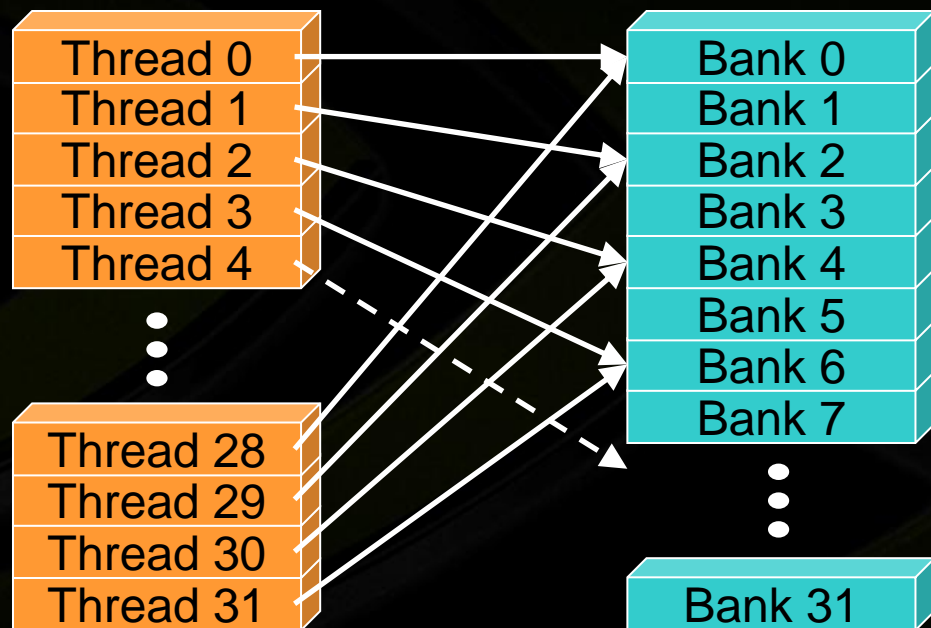 Thread 0
Thread 1
Thread 2
Thread 3
Thread 4
Thread 28
Thread 29
Thread 30
Thread 31
Bank 0
Bank 1
Bank 2
Bank 3
Bank 4
Bank 5
Bank 6
Bank 7
Bank 31